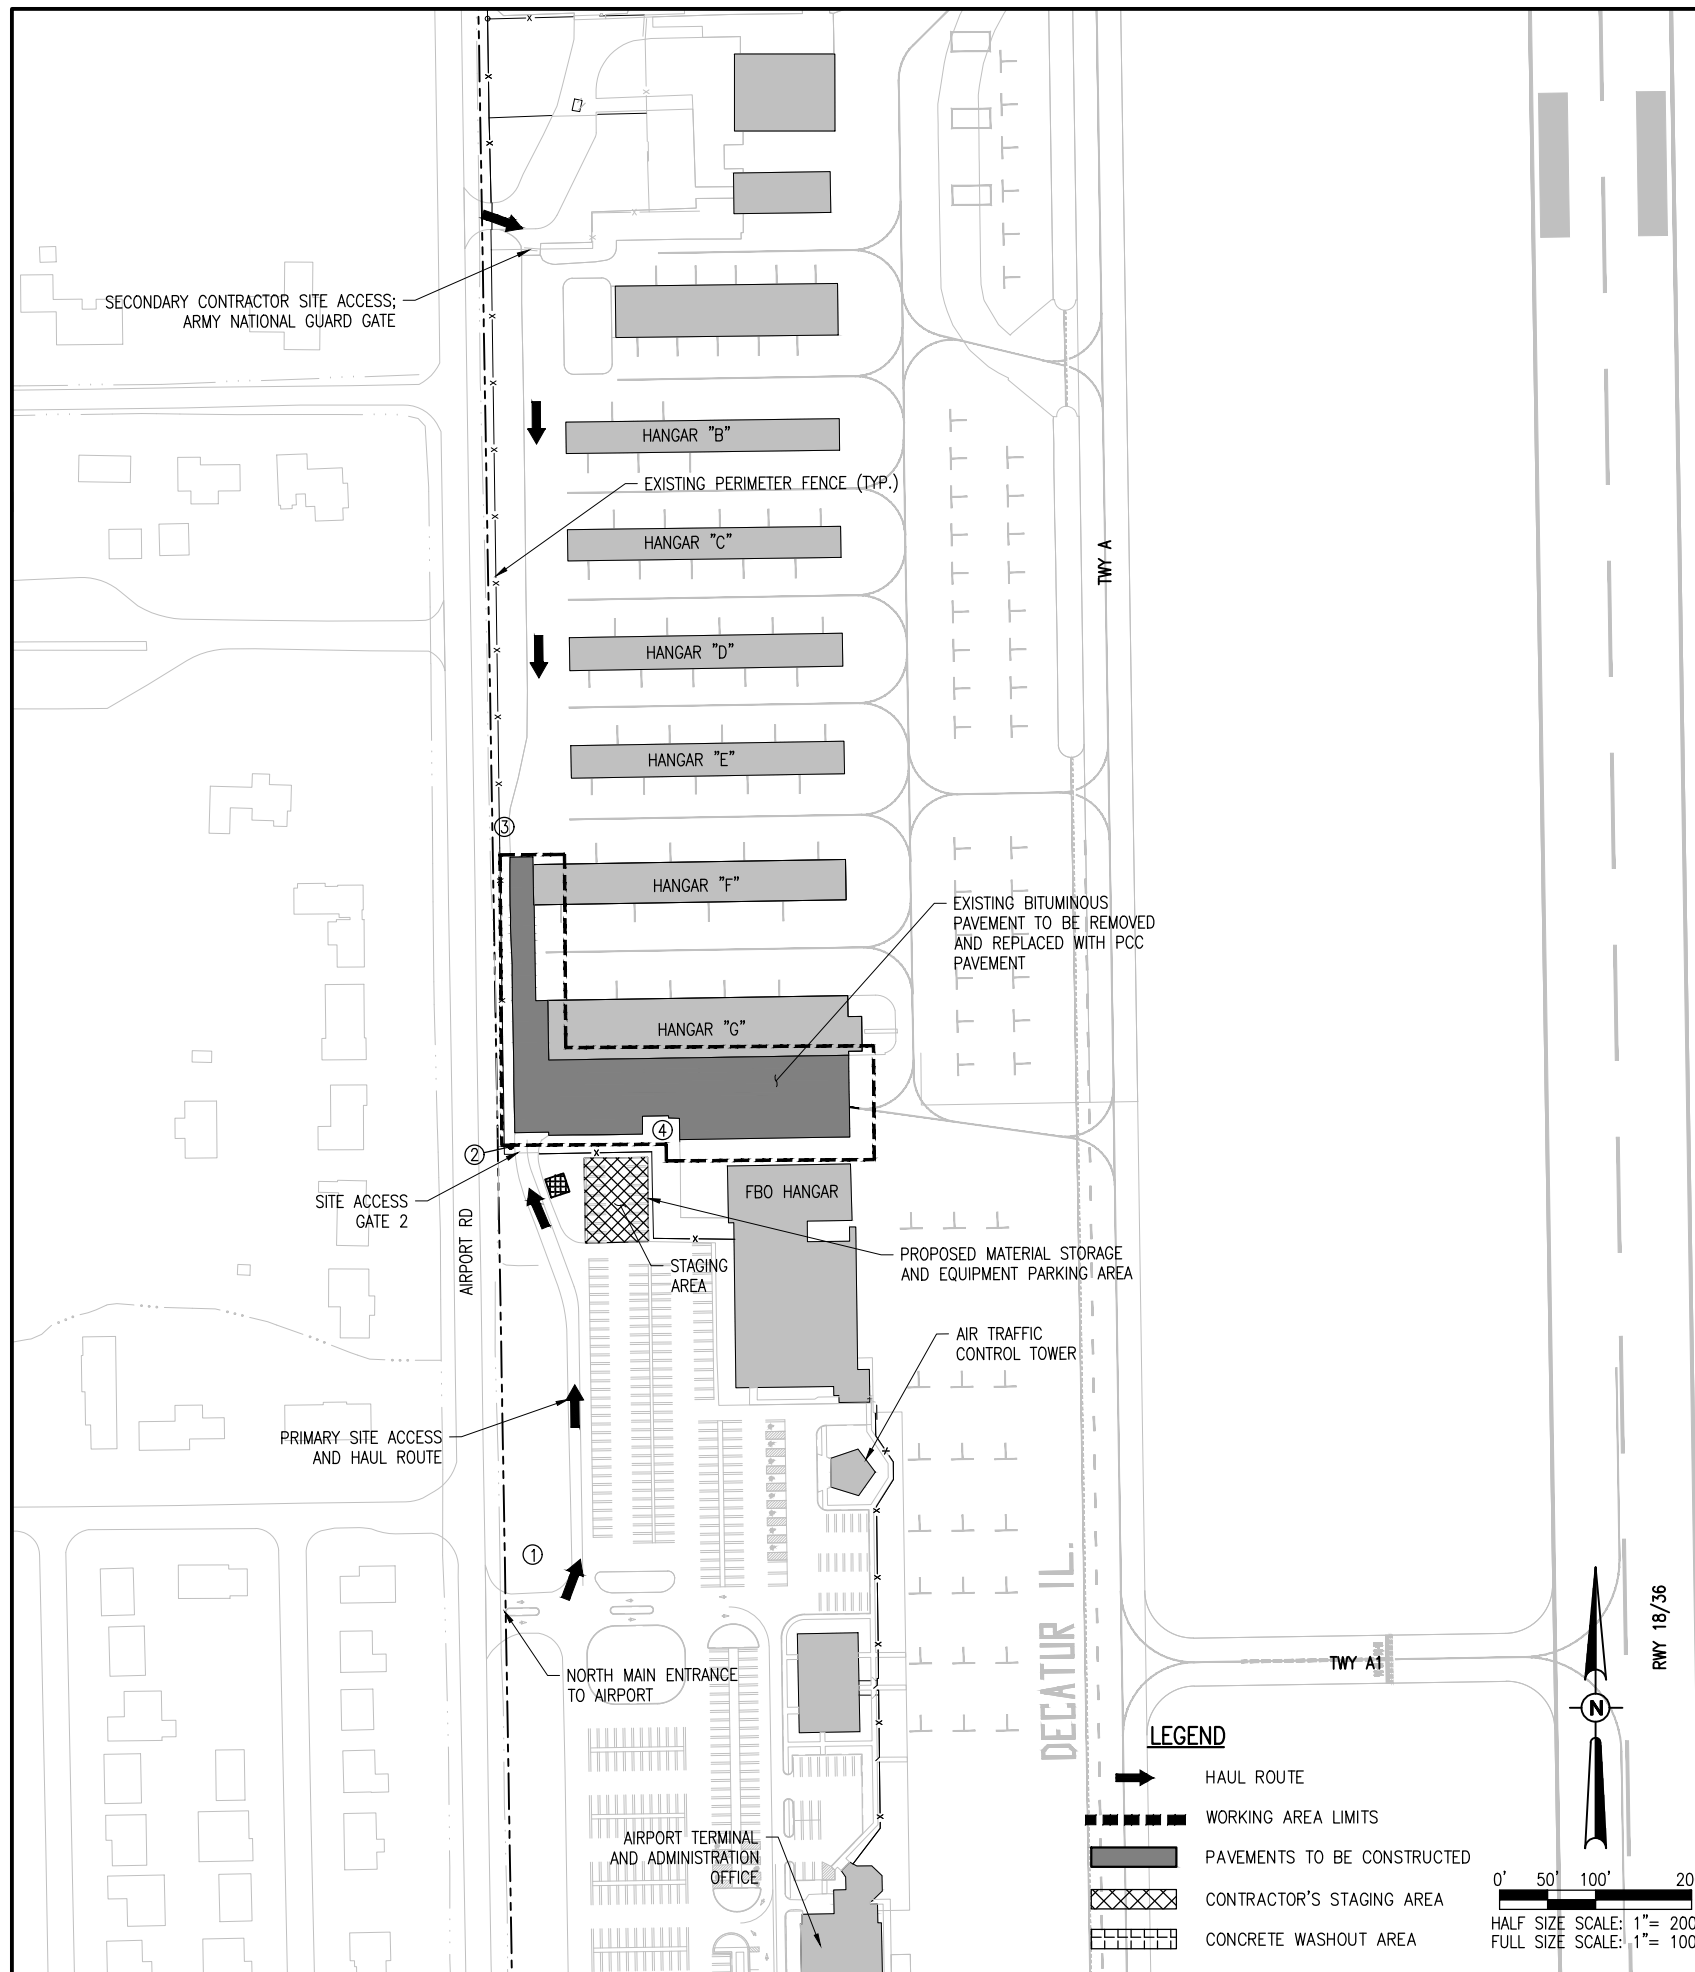 SECONDARY CONTRACTOR SITE ACCESS;
ARMY NATIONAL GUARD GATE
HANGAR "B"
EXISTING PERIMETER FENCE (TYP.)
HANGAR "C"
TWY A
HANGAR "D"
HANGAR "E"
3
HANGAR "F"
EXISTING BITUMINOUS
PAVEMENT TO BE REMOVED
AND REPLACED WITH PCC
PAVEMENT
HANGAR "G"
4
2
SITE ACCESS
GATE 2
FBO HANGAR
AIRPORT RD
STAGING
AREA
PROPOSED MATERIAL STORAGE
AND EQUIPMENT PARKING AREA
AIR TRAFFIC
CONTROL TOWER
PRIMARY SITE ACCESS
AND HAUL ROUTE
1
DECATUR IL.
NORTH MAIN ENTRANCE
TO AIRPORT
TWY A1
RWY 18/36
N
AIRPORT TERMINAL
AND ADMINISTRATION
OFFICE
LEGEND
HAUL ROUTE
WORKING AREA LIMITS
PAVEMENTS TO BE CONSTRUCTED
CONTRACTOR'S STAGING AREA
CONCRETE WASHOUT AREA
0' 50' 100' 20
HALF SIZE SCALE: 1"= 200
FULL SIZE SCALE: 1"= 100